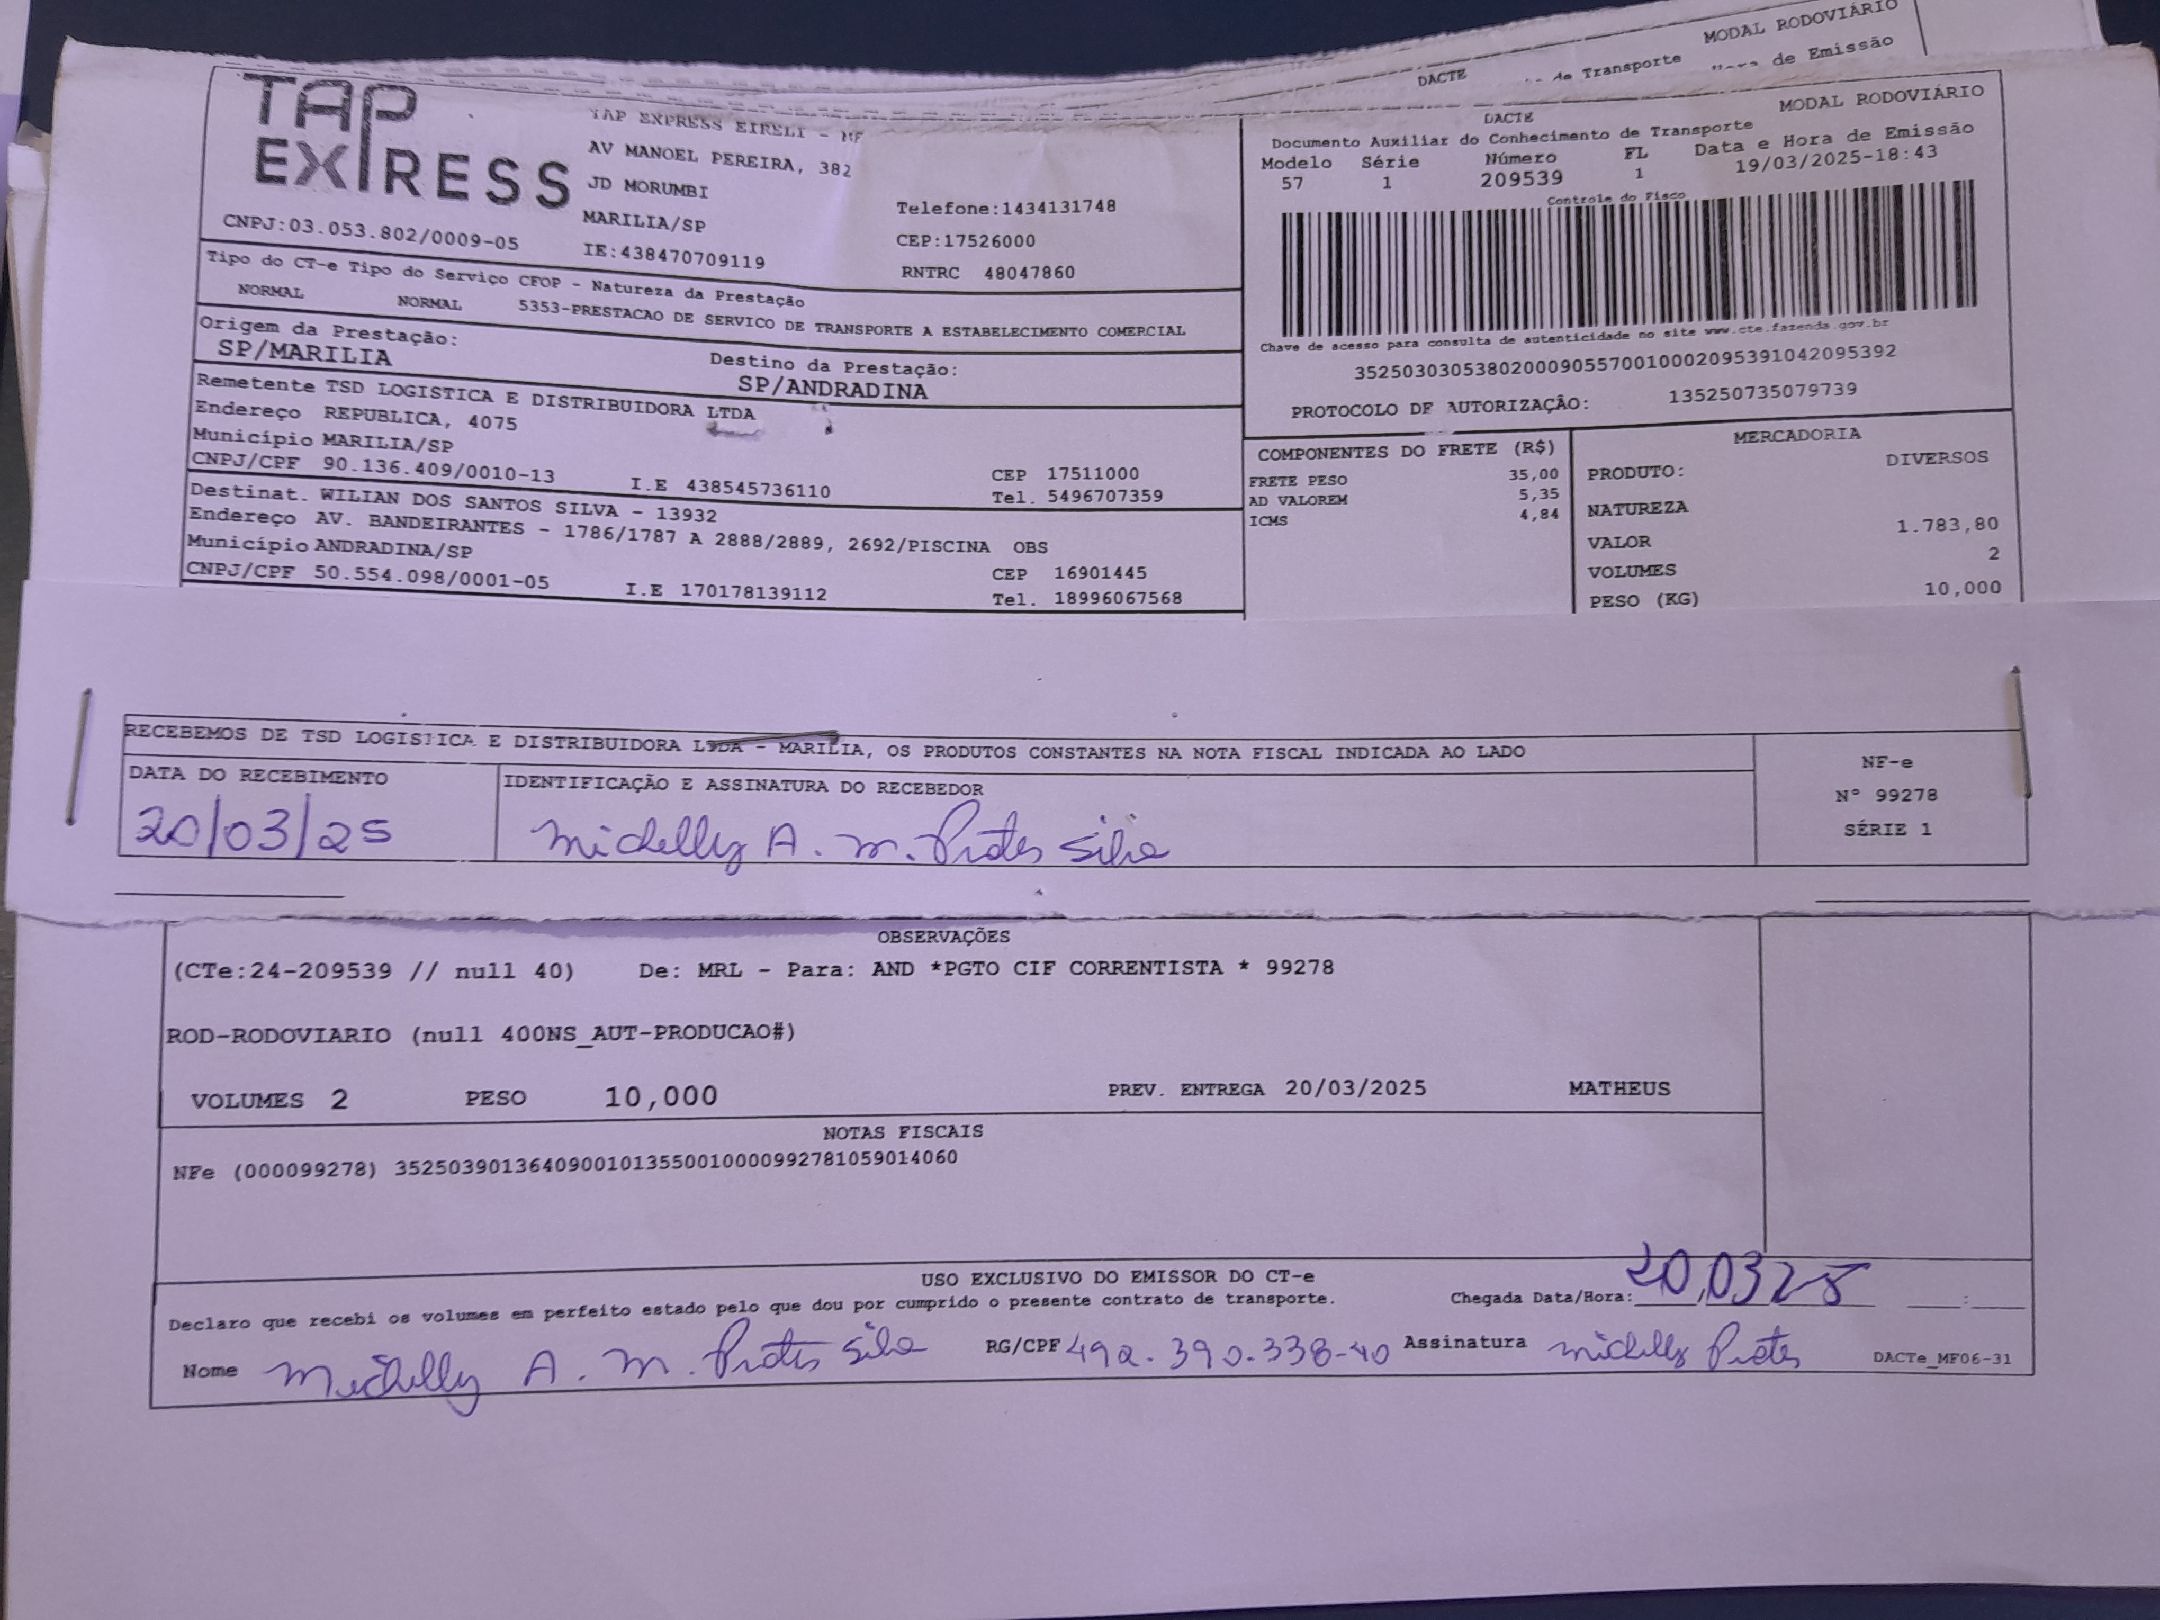 DACTE
de Transporte
MODAL RODOVIÁRIO
de Emissão
TAP EXPRESS
TAP EXPRESS EIRELI -
AV MANOEL PEREIRA, 382
JD MORUMBI
MARILIA/SP
CNPJ:03.053.802/0009-05
IE:438470709119
Telefone:1434131748
CEP:17526000
RNTRC 48047860
DACTE
MODAL RODOVIÁRIO
Documento Auxiliar do Conhecimento de Transporte
Modelo Série Número FL Data e Hora de Emissão
57 1 209539 1 19/03/2025-18:43
Controle do Fisco
Chave de acesso para consulta de autenticidade no site www.cte.fazenda.gov.br
35250303053802000905570010002095391042095392
PROTOCOLO DE AUTORIZAÇÃO: 135250735079739
Tipo do CT-e Tipo do Serviço CFOP - Natureza da Prestação
NORMAL NORMAL 5353-PRESTACAO DE SERVICO DE TRANSPORTE A ESTABELECIMENTO COMERCIAL
Origem da Prestação:
SP/MARILIA
Destino da Prestação:
SP/ANDRADINA
Remetente TSD LOGISTICA E DISTRIBUIDORA LTDA
Endereço REPUBLICA, 4075
Município MARILIA/SP
CEP 17511000
CNPJ/CPF 90.136.409/0010-13 I.E 438545736110 Tel. 5496707359
Destinat. WILIAN DOS SANTOS SILVA - 13932
Endereço AV. BANDEIRANTES - 1786/1787 A 2888/2889, 2692/PISCINA OBS
Município ANDRADINA/SP
CEP 16901445
CNPJ/CPF 50.554.098/0001-05 I.E 170178139112 Tel. 18996067568
COMPONENTES DO FRETE (R$)
FRETE PESO 35,00
AD VALOREM 5,35
ICMS 4,84
MERCADORIA
PRODUTO: DIVERSOS
NATUREZA
VALOR 1.783,80
VOLUMES 2
PESO (KG) 10,000
RECEBEMOS DE TSD LOGISTICA E DISTRIBUIDORA LTDA - MARILIA, OS PRODUTOS CONSTANTES NA NOTA FISCAL INDICADA AO LADO
DATA DO RECEBIMENTO
20/03/25
IDENTIFICAÇÃO E ASSINATURA DO RECEBEDOR
Michelly A. M. Protes Silva
NF-e
Nº 99278
SÉRIE 1
OBSERVAÇÕES
(CTe:24-209539 // null 40) De: MRL - Para: AND *PGTO CIF CORRENTISTA * 99278
ROD-RODOVIARIO (null 400NS_AUT-PRODUCAO#)
VOLUMES 2 PESO 10,000 PREV. ENTREGA 20/03/2025 MATHEUS
NOTAS FISCAIS
NFe (000099278) 35250390136409001013550010000992781059014060
USO EXCLUSIVO DO EMISSOR DO CT-e
Declaro que recebi os volumes em perfeito estado pelo que dou por cumprido o presente contrato de transporte. Chegada Data/Hora: 20,03 25 :
Nome Michelly A. M. Protes Silva RG/CPF 492.390.338-40 Assinatura Michelly Protes DACTe_MF06-31